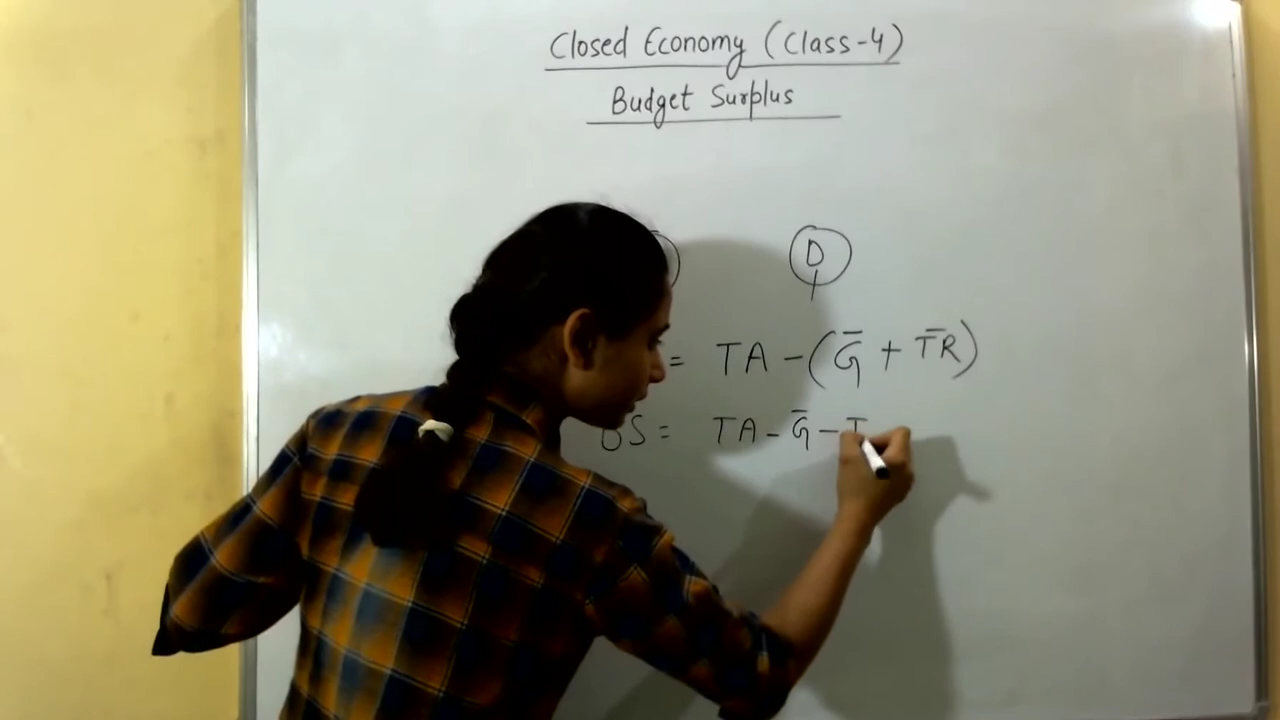 Closed Economy (Class-4)
Budget Surplus
D
= TA - (G̅ + T̅R̅)
BS = TA - G̅ - T